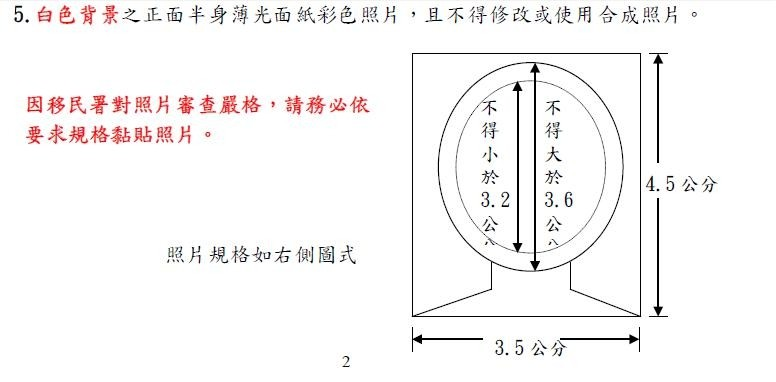 5.白色背景之正面半身薄光面紙彩色照片，且不得修改或使用合成照片。
因移民署對照片審查嚴格，請務必依
要求規格黏貼照片。
不得小於3.2公
不得大於3.6公
4.5公分
照片規格如右側圖式
3.5公分
2